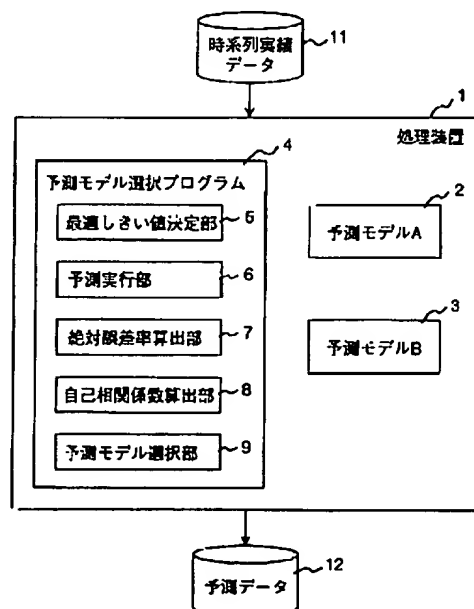 時系列実績
データ
11
1
処理装置
4
予測モデル選択プログラム
最適しきい値決定部
5
予測実行部
6
絶対誤差率算出部
7
自己相関係数算出部
8
予測モデル選択部
9
2
予測モデルA
3
予測モデルB
予測データ
12